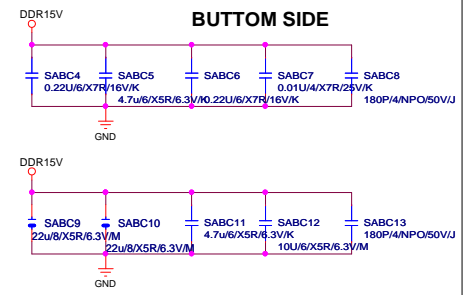 DDR15V
BUTTOM SIDE
SABC4 SABC5 SABC6 SABC7 SABC8
0.22U/6/X7R/16V/K 0.01U/4/X7R/25V/K
4.7u/6/X5R/6.3V/K 0.22U/6/X7R/16V/K 180P/4/NPO/50V/J
GND
DDR15V
SABC9 SABC10 SABC11 SABC12 SABC13
22u/8/X5R/6.3V/M 4.7u/6/X5R/6.3V/K 180P/4/NPO/50V/J
22u/8/X5R/6.3V/M 10U/6/X5R/6.3V/M
GND